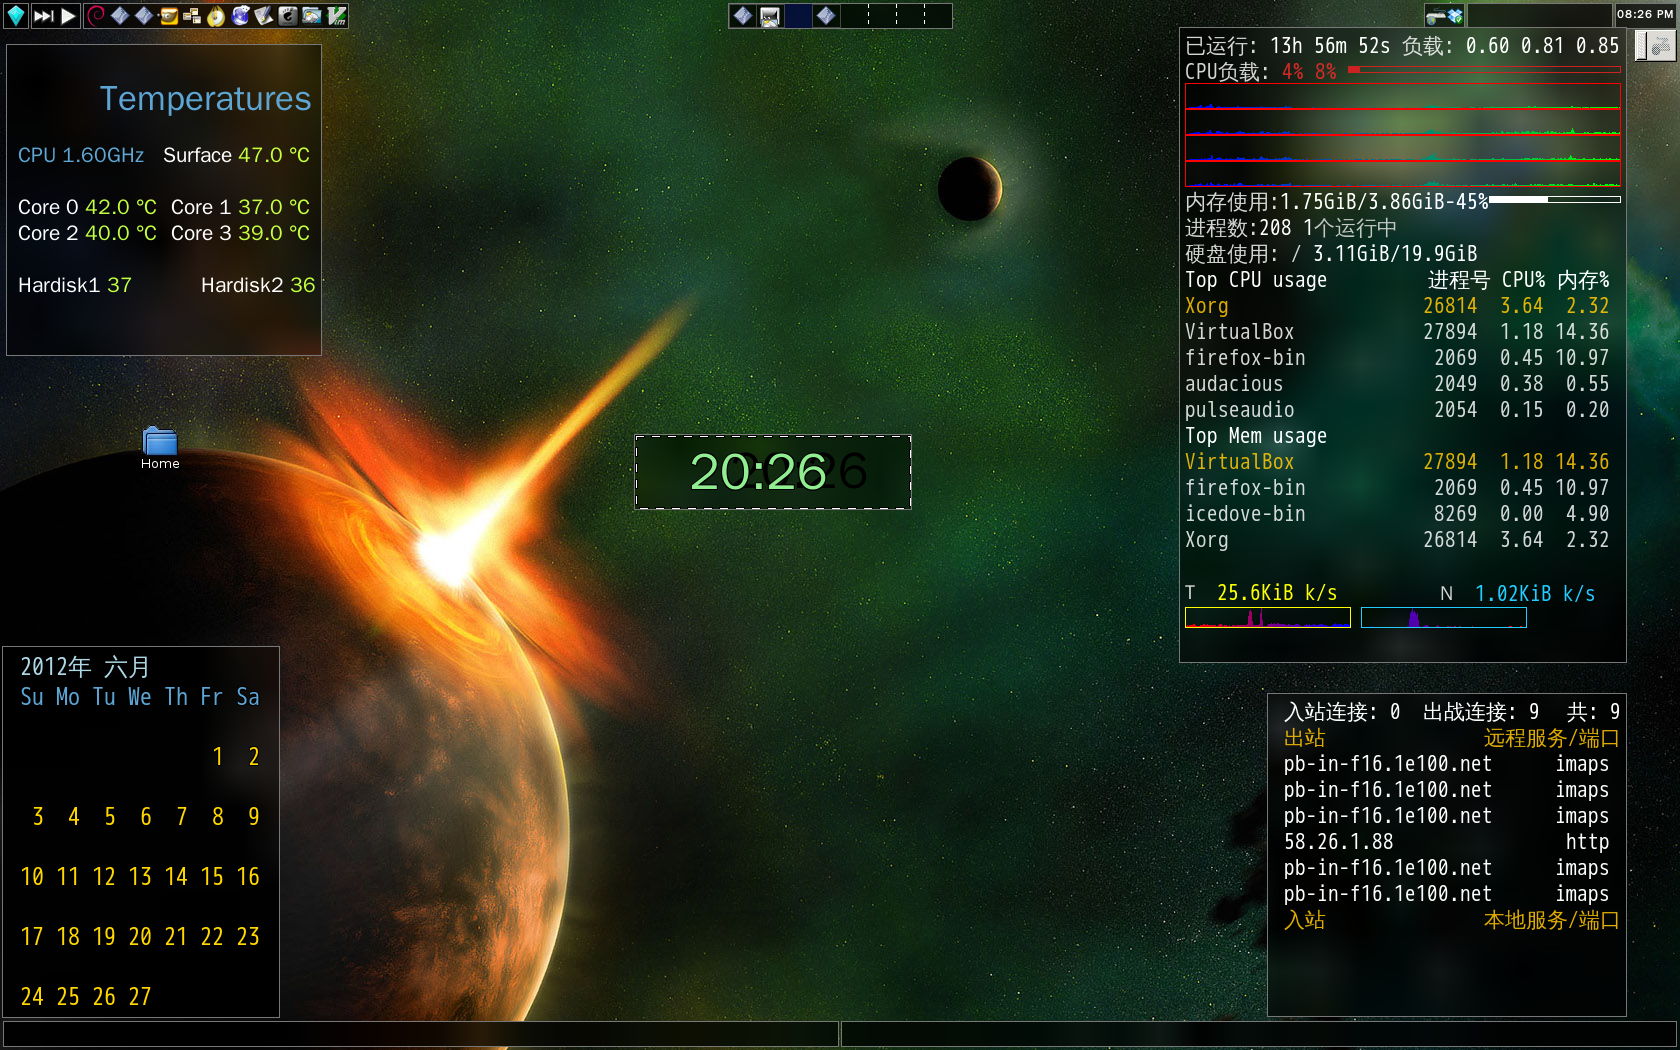 08:26 PM
Temperatures
CPU 1.60GHz Surface 47.0 °C
Core 0 42.0 °C Core 1 37.0 °C
Core 2 40.0 °C Core 3 39.0 °C
Hardisk1 37 Hardisk2 36
Home
2012年 六月
Su Mo Tu We Th Fr Sa
1 2
3 4 5 6 7 8 9
10 11 12 13 14 15 16
17 18 19 20 21 22 23
24 25 26 27
20:26
已运行: 13h 56m 52s 负载: 0.60 0.81 0.85
CPU负载: 4% 8%
内存使用:1.75GiB/3.86GiB-45%
进程数:208 1个运行中
硬盘使用: / 3.11GiB/19.9GiB
Top CPU usage 进程号 CPU% 内存%
Xorg 26814 3.64 2.32
VirtualBox 27894 1.18 14.36
firefox-bin 2069 0.45 10.97
audacious 2049 0.38 0.55
pulseaudio 2054 0.15 0.20
Top Mem usage
VirtualBox 27894 1.18 14.36
firefox-bin 2069 0.45 10.97
icedove-bin 8269 0.00 4.90
Xorg 26814 3.64 2.32
T 25.6KiB k/s N 1.02KiB k/s
入站连接: 0 出战连接: 9 共: 9
出站 远程服务/端口
pb-in-f16.1e100.net imaps
pb-in-f16.1e100.net imaps
pb-in-f16.1e100.net imaps
58.26.1.88 http
pb-in-f16.1e100.net imaps
pb-in-f16.1e100.net imaps
入站 本地服务/端口